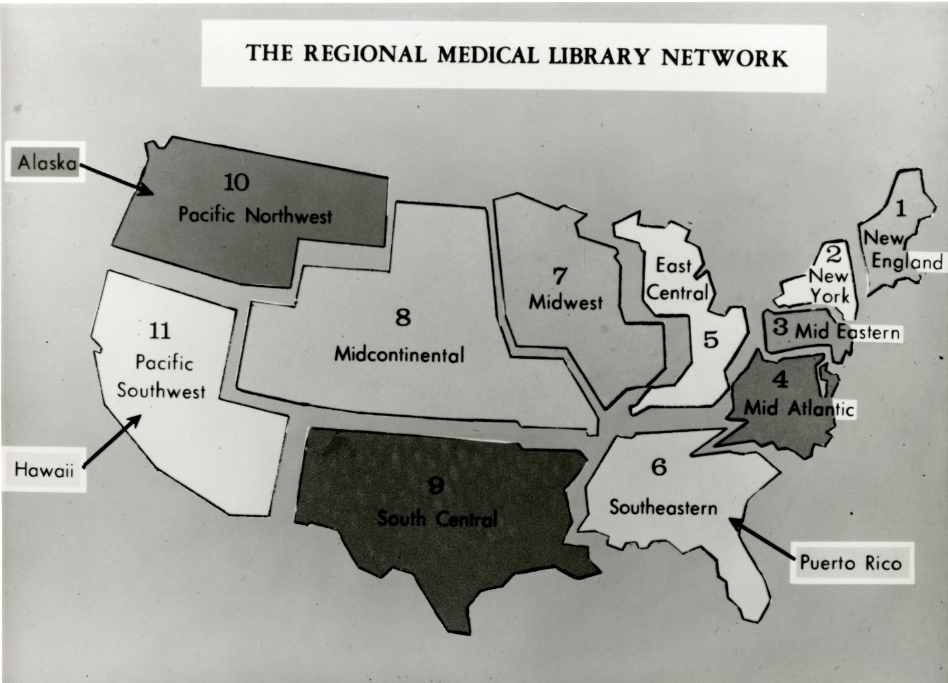 THE REGIONAL MEDICAL LIBRARY NETWORK
Alaska
10
Pacific Northwest
1
New
England
2
New
York
3 Mid Eastern
4
Mid Atlantic
East
Central
5
7
Midwest
8
Midcontinental
11
Pacific
Southwest
Hawaii
9
South Central
6
Southeastern
Puerto Rico